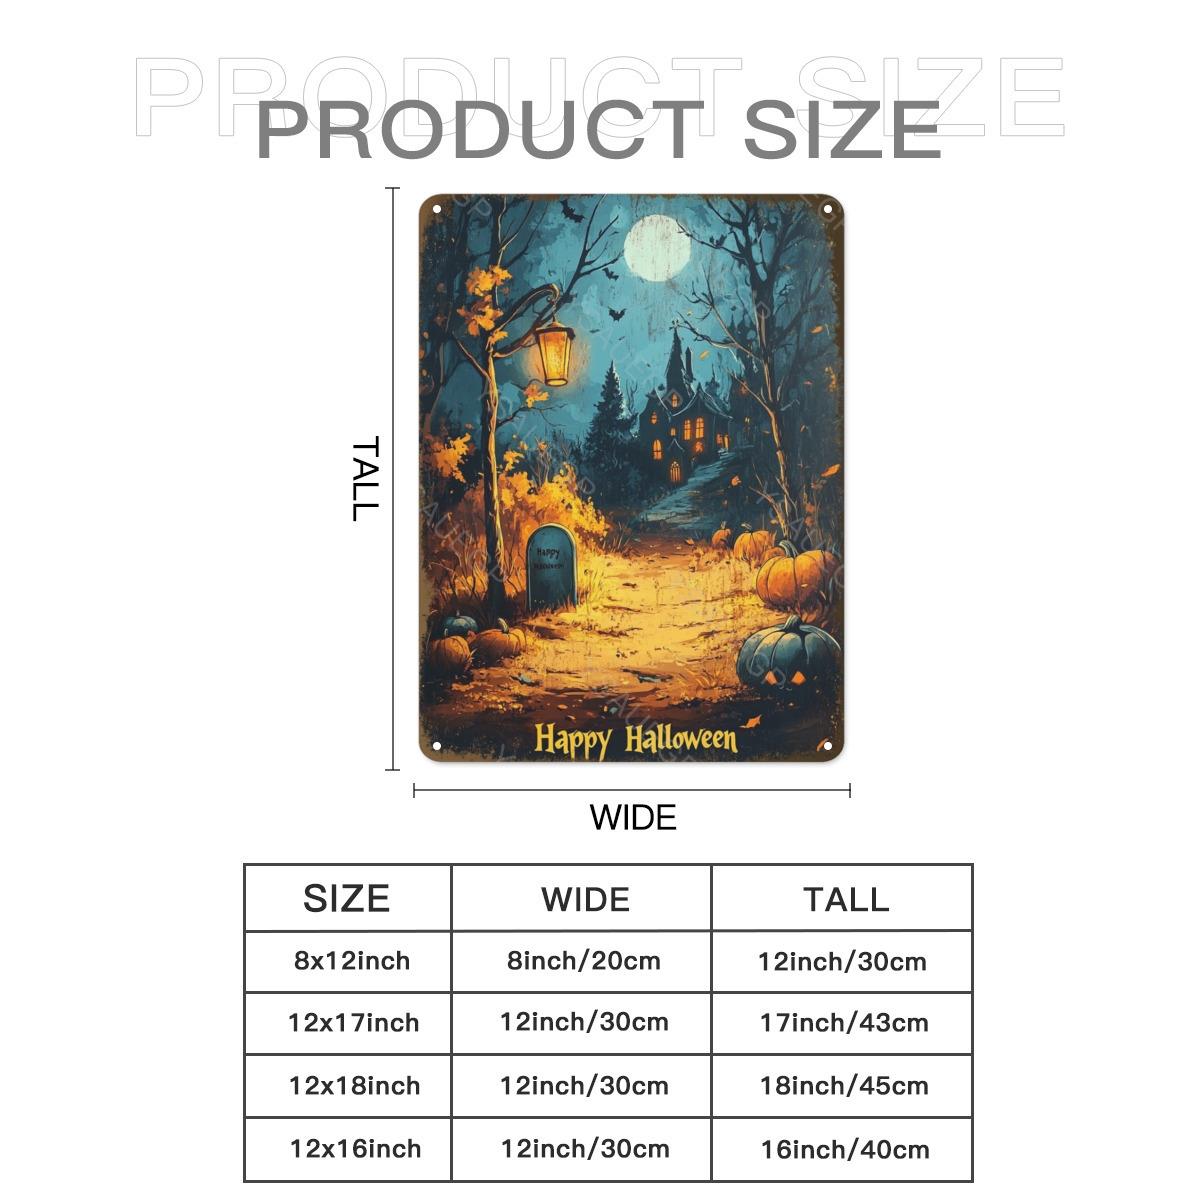 PRODUCT SIZE
PRODUCT SIZE
TALL
Happy
Halloween
Happy Halloween
WIDE
SIZE WIDE TALL
8x12inch 8inch/20cm 12inch/30cm
12x17inch 12inch/30cm 17inch/43cm
12x18inch 12inch/30cm 18inch/45cm
12x16inch 12inch/30cm 16inch/40cm